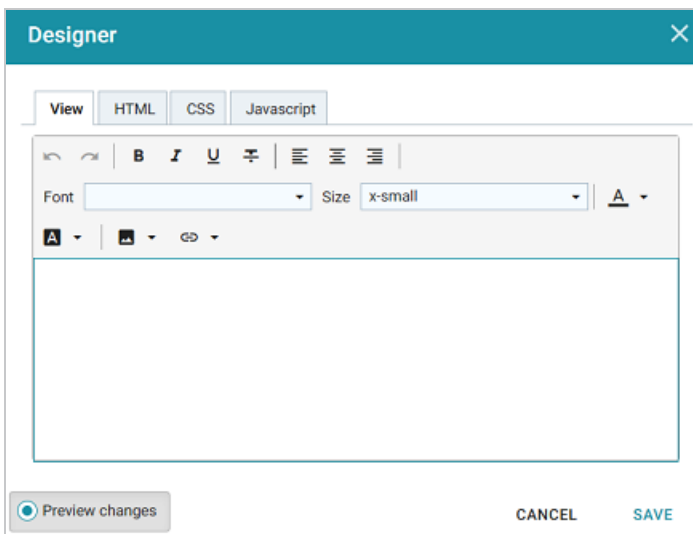 Designer
View HTML CSS Javascript
B I U T
Font Size x-small A
A
Preview changes CANCEL SAVE